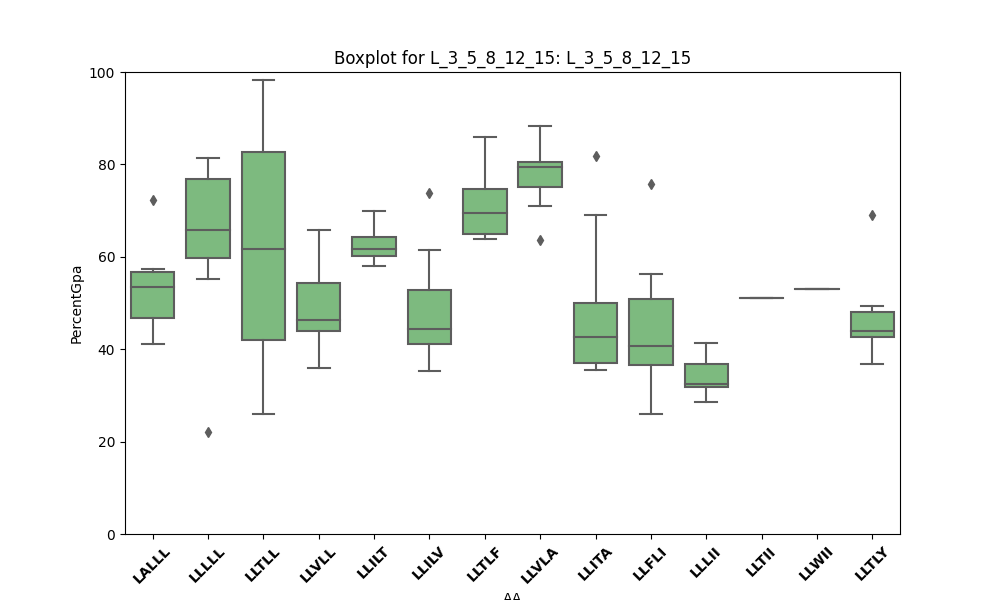 Boxplot for L_3_5_8_12_15: L_3_5_8_12_15
100
80
60
40
20
0
PercentGpa
LALLL LLLLL LLTLL LLVLL LLILT LLILV LLTLF LLVLA LLITA LLFLI LLLII LLTII LLWII LLTLY
AA